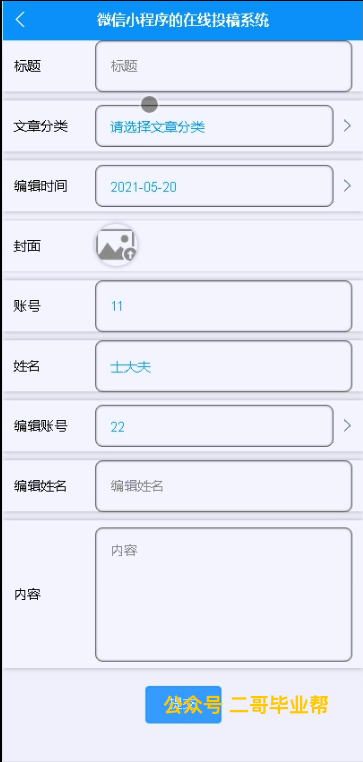 微信小程序的在线投稿系统
标题 标题
文章分类 请选择文章分类
编辑时间 2021-05-20
封面
账号 11
姓名 士大夫
编辑账号 22
编辑姓名 编辑姓名
内容 内容
公众号 二哥毕业帮